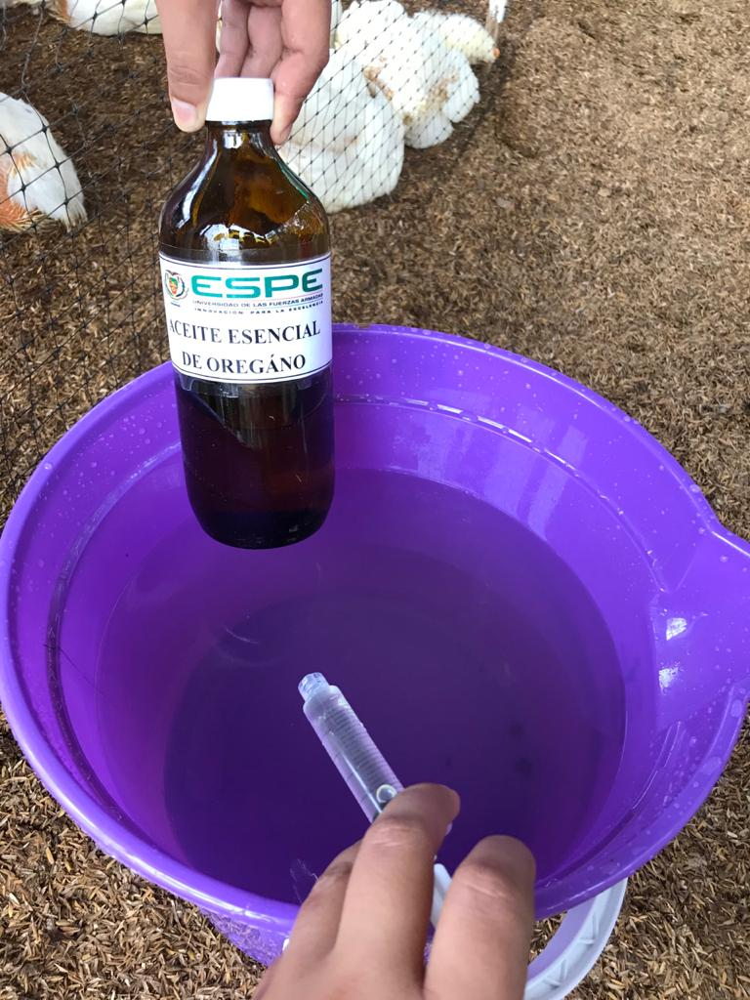 ESPE
UNIVERSIDAD DE LAS FUERZAS ARMADAS
INNOVACIÓN PARA LA EXCELENCIA
ACEITE ESENCIAL
DE OREGÁNO